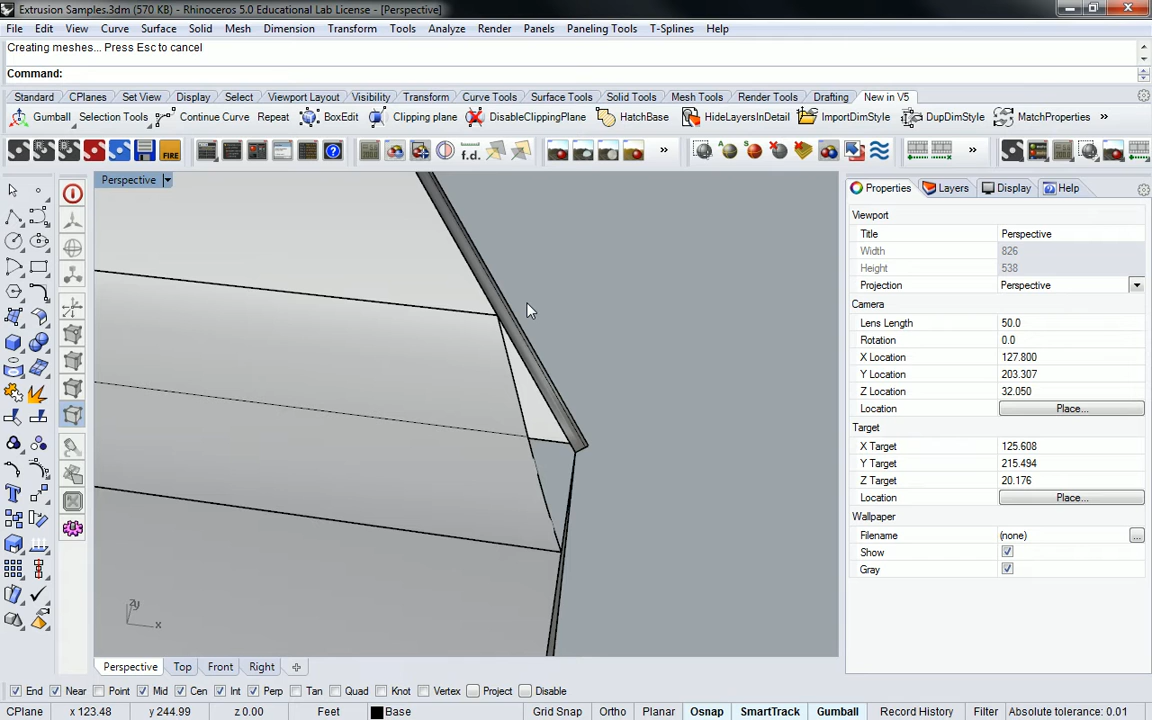 Extrusion Samples.3dm (570 KB) - Rhinoceros 5.0 Educational Lab License - [Perspective]
File Edit View Curve Surface Solid Mesh Dimension Transform Tools Analyze Render Panels Paneling Tools T-Splines Help
Creating meshes... Press Esc to cancel
Command:
Standard CPlanes Set View Display Select Viewport Layout Visibility Transform Curve Tools Surface Tools Solid Tools Mesh Tools Render Tools Drafting New in V5
Gumball Selection Tools Continue Curve Repeat BoxEdit Clipping plane DisableClippingPlane HatchBase HideLayersInDetail ImportDimStyle DupDimStyle MatchProperties »
FIRE f.d. » »
Perspective
Properties Layers Display Help
Viewport
Title Perspective
Width 826
Height 538
Projection Perspective
Camera
Lens Length 50.0
Rotation 0.0
X Location 127.800
Y Location 203.307
Z Location 32.050
Location Place...
Target
X Target 125.608
Y Target 215.494
Z Target 20.176
Location Place...
Wallpaper
Filename (none) ...
Show
Gray
x
Perspective Top Front Right
End Near Point Mid Cen Int Perp Tan Quad Knot Vertex Project Disable
CPlane x 123.48 y 244.99 z 0.00 Feet Base Grid Snap Ortho Planar Osnap SmartTrack Gumball Record History Filter Absolute tolerance: 0.01